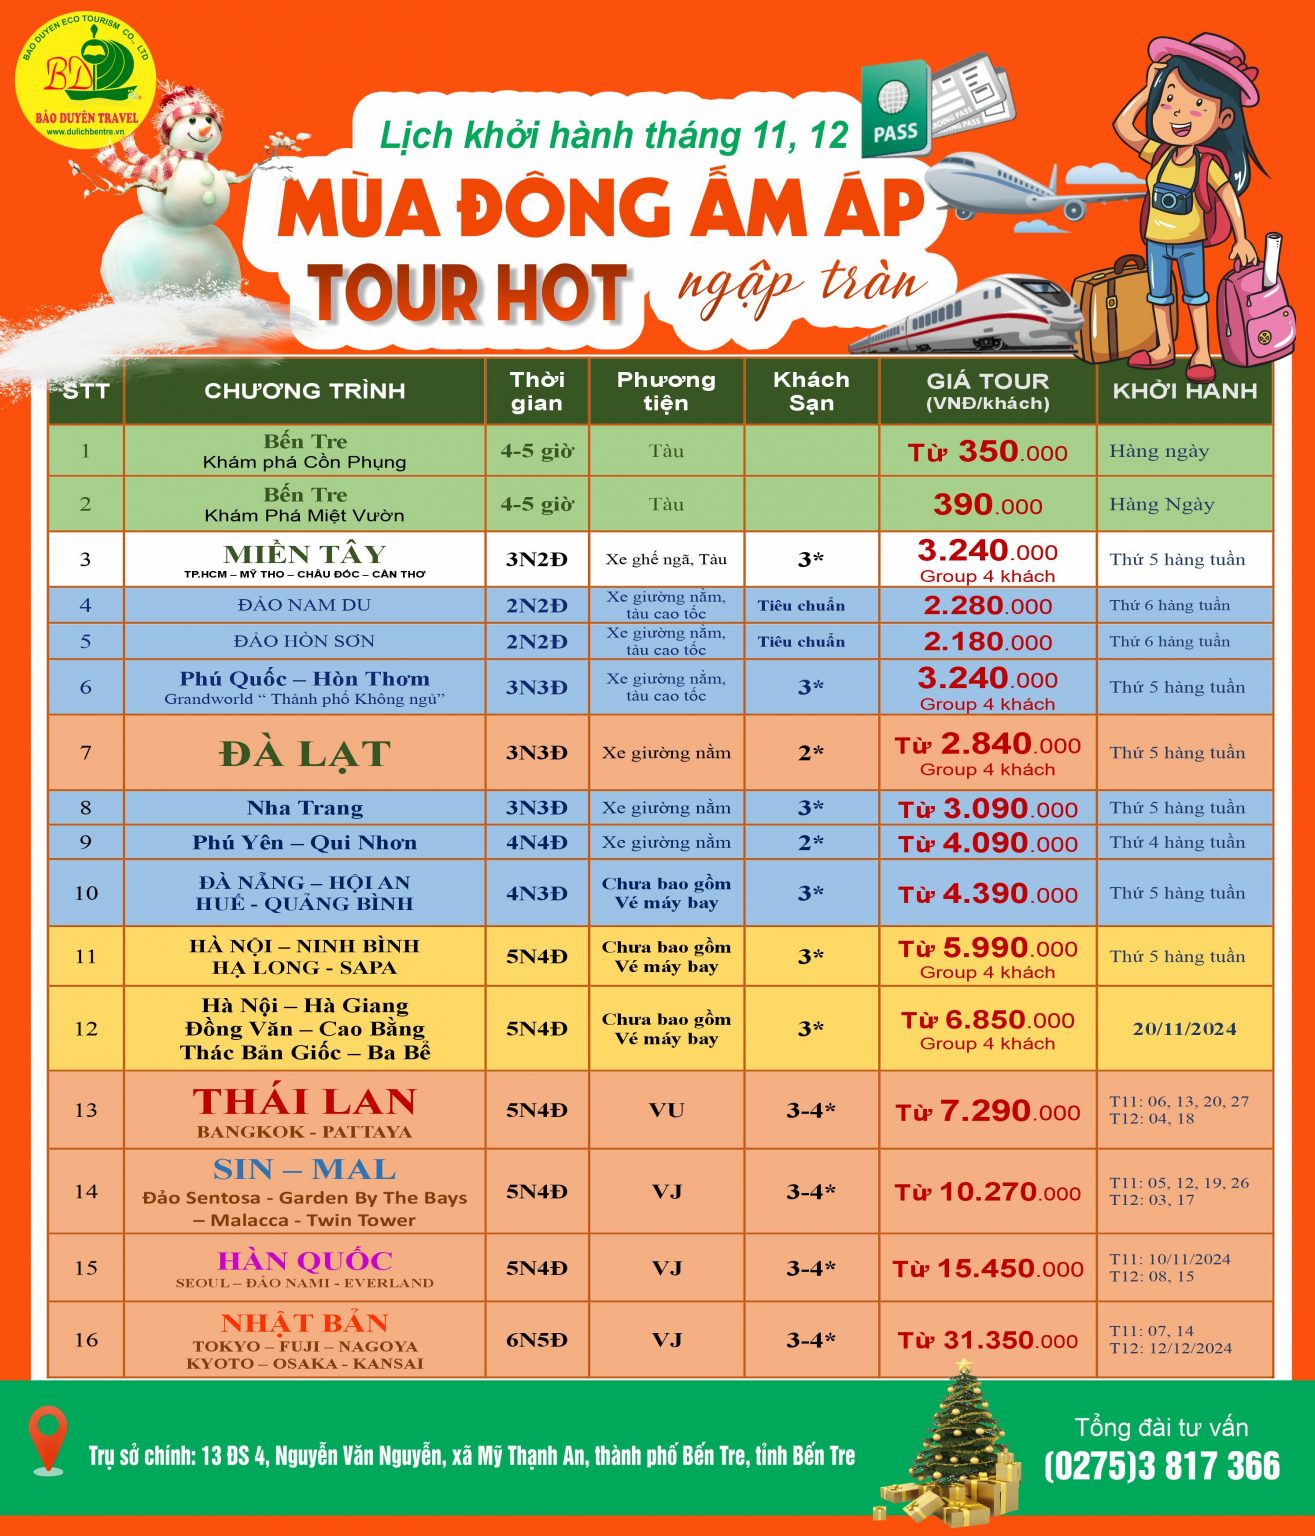 BAO DUYEN ECO TOURISM CO., LTD
BD
BẢO DUYÊN TRAVEL
www.dulichbentre.vn
Lịch khởi hành tháng 11, 12
PASS
MÙA ĐÔNG ẤM ÁP
TOUR HOT ngập tràn
STT CHƯƠNG TRÌNH Thời gian Phương tiện Khách Sạn GIÁ TOUR (VNĐ/khách) KHỞI HÀNH
1 Bến Tre Khám phá Cồn Phụng 4-5 giờ Tàu Từ 350.000 Hàng ngày
2 Bến Tre Khám Phá Miệt Vườn 4-5 giờ Tàu 390.000 Hàng Ngày
3 MIỀN TÂY TP.HCM – MỸ THO – CHÂU ĐÓC – CẦN THƠ 3N2Đ Xe ghế ngã, Tàu 3* 3.240.000 Group 4 khách Thứ 5 hàng tuần
4 ĐẢO NAM DU 2N2Đ Xe giường nằm, tàu cao tốc Tiêu chuẩn 2.280.000 Thứ 6 hàng tuần
5 ĐẢO HÒN SƠN 2N2Đ Xe giường nằm, tàu cao tốc Tiêu chuẩn 2.180.000 Thứ 6 hàng tuần
6 Phú Quốc – Hòn Thơm Grandworld “ Thành phố Không ngủ” 3N3Đ Xe giường nằm, tàu cao tốc 3* 3.240.000 Group 4 khách Thứ 5 hàng tuần
7 ĐÀ LẠT 3N3Đ Xe giường nằm 2* Từ 2.840.000 Group 4 khách Thứ 5 hàng tuần
8 Nha Trang 3N3Đ Xe giường nằm 3* Từ 3.090.000 Thứ 5 hàng tuần
9 Phú Yên – Qui Nhơn 4N4Đ Xe giường nằm 2* Từ 4.090.000 Thứ 4 hàng tuần
10 ĐÀ NẴNG – HỘI AN HUẾ - QUẢNG BÌNH 4N3Đ Chưa bao gồm Vé máy bay 3* Từ 4.390.000 Thứ 5 hàng tuần
11 HÀ NỘI – NINH BÌNH HẠ LONG - SAPA 5N4Đ Chưa bao gồm Vé máy bay 3* Từ 5.990.000 Group 4 khách Thứ 5 hàng tuần
12 Hà Nội – Hà Giang Đồng Văn – Cao Bằng Thác Bản Giốc – Ba Bể 5N4Đ Chưa bao gồm Vé máy bay 3* Từ 6.850.000 Group 4 khách 20/11/2024
13 THÁI LAN BANGKOK - PATTAYA 5N4Đ VU 3-4* Từ 7.290.000 T11: 06, 13, 20, 27 T12: 04, 18
14 SIN – MAL Đảo Sentosa - Garden By The Bays – Malacca - Twin Tower 5N4Đ VJ 3-4* Từ 10.270.000 T11: 05, 12, 19, 26 T12: 03, 17
15 HÀN QUỐC SEOUL – ĐẢO NAMI - EVERLAND 5N4Đ VJ 3-4* Từ 15.450.000 T11: 10/11/2024 T12: 08, 15
16 NHẬT BẢN TOKYO – FUJI – NAGOYA KYOTO – OSAKA - KANSAI 6N5Đ VJ 3-4* Từ 31.350.000 T11: 07, 14 T12: 12/12/2024
Trụ sở chính: 13 ĐS 4, Nguyễn Văn Nguyễn, xã Mỹ Thạnh An, thành phố Bến Tre, tỉnh Bến Tre
Tổng đài tư vấn
(0275)3 817 366